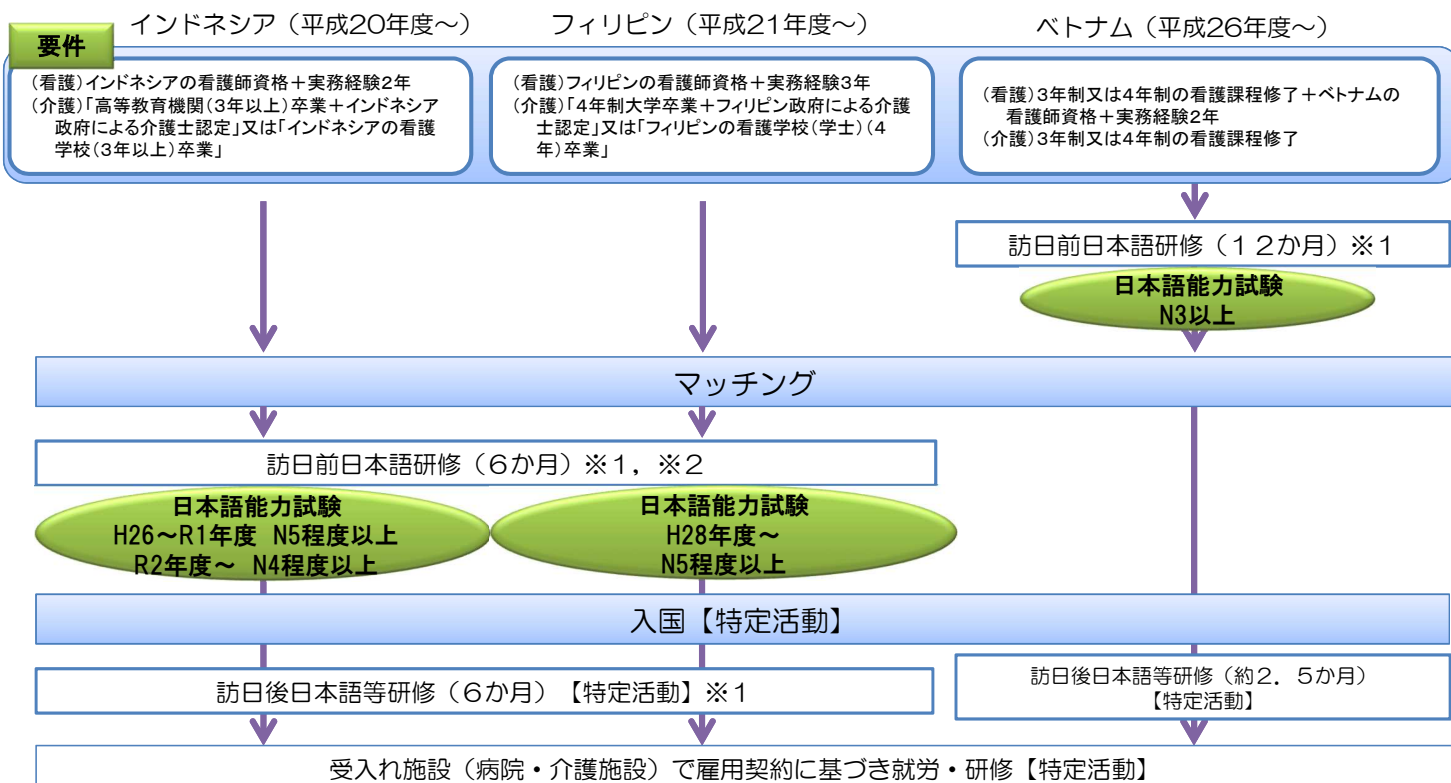 インドネシア（平成20年度～）
フィリピン（平成21年度～）
ベトナム（平成26年度～）
要件
（看護）インドネシアの看護師資格＋実務経験2年
（介護）「高等教育機関（3年以上）卒業＋インドネシア
政府による介護士認定」又は「インドネシアの看護
学校（3年以上）卒業」
（看護）フィリピンの看護師資格＋実務経験3年
（介護）「4年制大学卒業＋フィリピン政府による介護
士認定」又は「フィリピンの看護学校（学士）（4
年）卒業」
（看護）3年制又は4年制の看護課程修了＋ベトナムの
看護師資格＋実務経験2年
（介護）3年制又は4年制の看護課程修了
訪日前日本語研修（１２か月）※１
日本語能力試験
N3以上
マッチング
訪日前日本語研修（６か月）※１，※２
日本語能力試験
H26～R1年度 N5程度以上
R2年度～ N4程度以上
日本語能力試験
H28年度～
N5程度以上
入国【特定活動】
訪日後日本語等研修（６か月）【特定活動】※１
訪日後日本語等研修（約２．５か月）
【特定活動】
受入れ施設（病院・介護施設）で雇用契約に基づき就労・研修【特定活動】